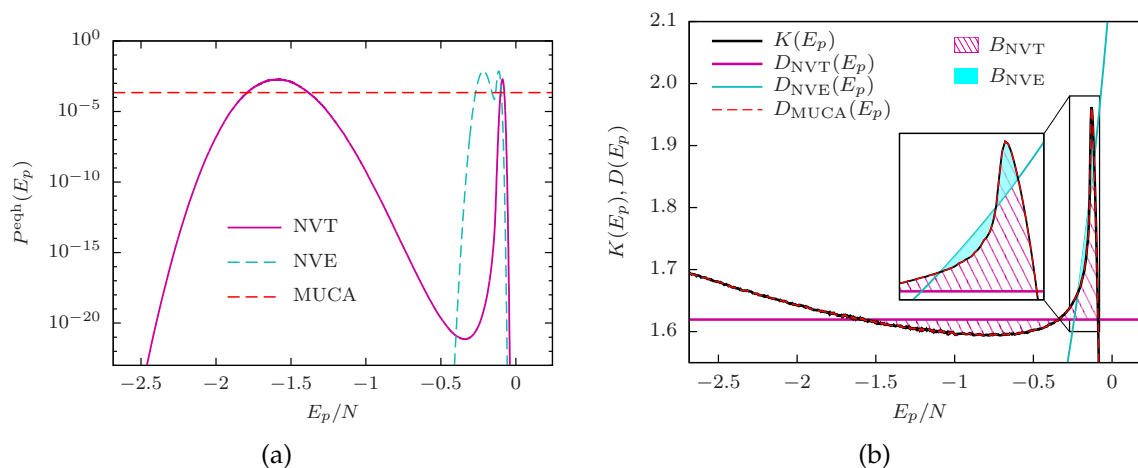 10^0
10^−5
10^−10
10^−15
10^−20
P^eqh(E_p)
NVT
NVE
MUCA
−2.5 −2 −1.5 −1 −0.5 0
E_p/N
(a)
2.1
2.0
1.9
1.8
1.7
1.6
K(E_p), D(E_p)
K(E_p)
D_NVT(E_p)
D_NVE(E_p)
D_MUCA(E_p)
B_NVT
B_NVE
−2.5 −2 −1.5 −1 −0.5 0
E_p/N
(b)